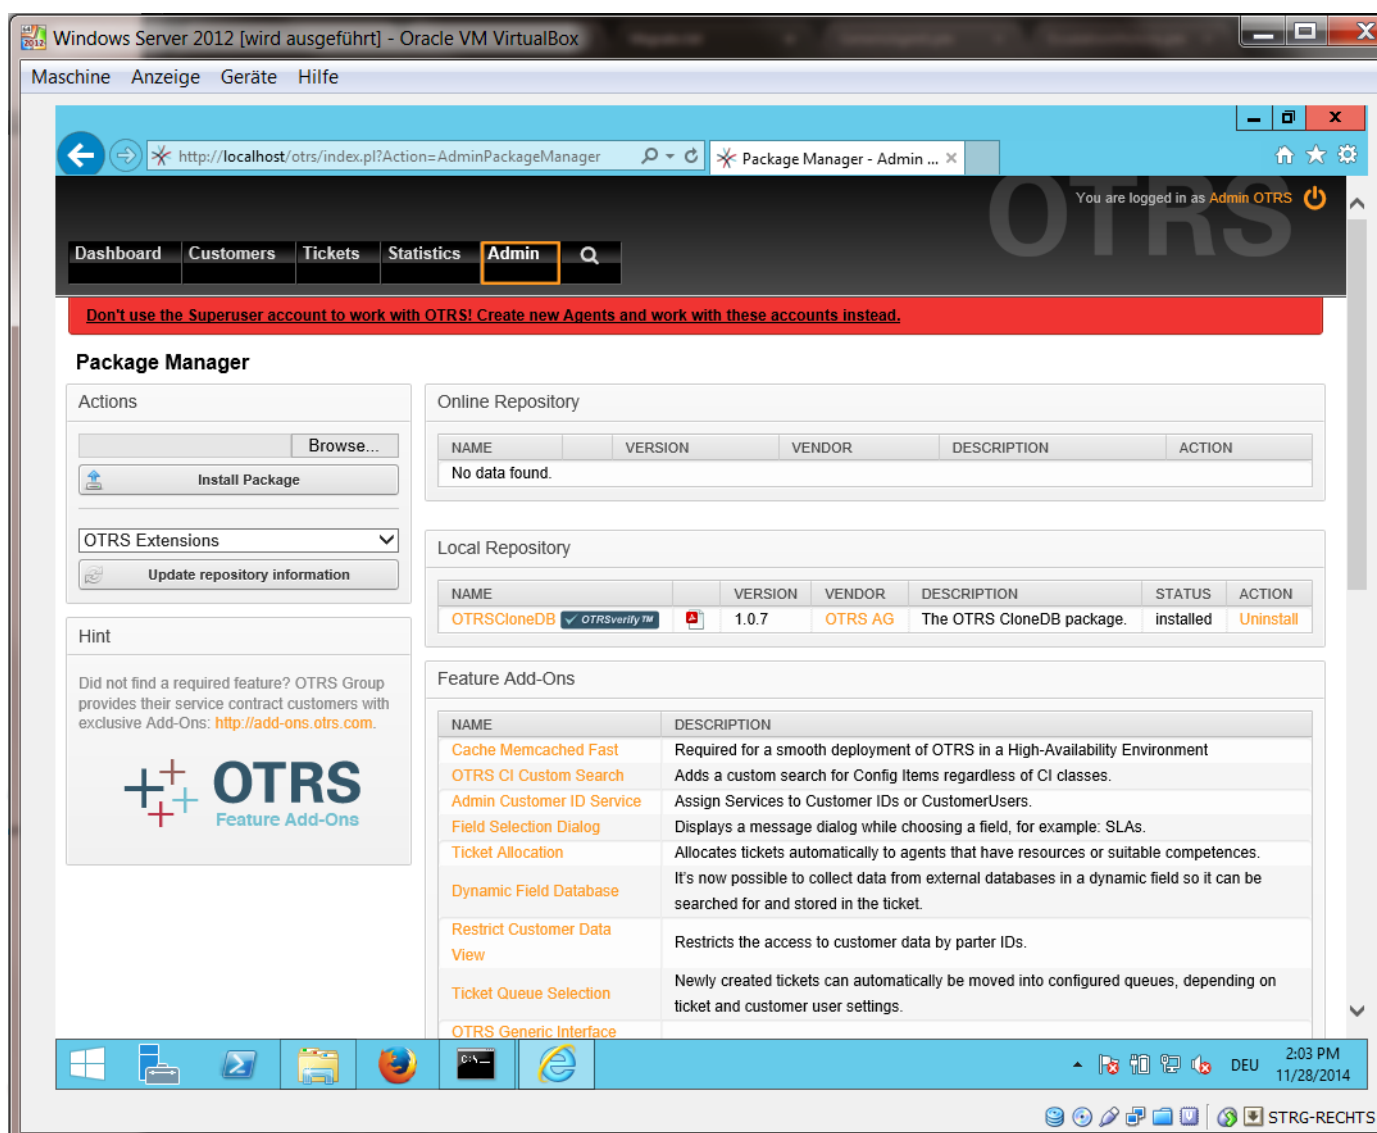 Windows Server 2012 [wird ausgeführt] - Oracle VM VirtualBox
Maschine Anzeige Geräte Hilfe
http://localhost/otrs/index.pl?Action=AdminPackageManager
Package Manager - Admin ...
OTRS
You are logged in as Admin OTRS
Dashboard Customers Tickets Statistics Admin
Don't use the Superuser account to work with OTRS! Create new Agents and work with these accounts instead.
Package Manager
Actions
Browse...
Install Package
OTRS Extensions
Update repository information
Hint
Did not find a required feature? OTRS Group
provides their service contract customers with
exclusive Add-Ons: http://add-ons.otrs.com.
OTRS
Feature Add-Ons
Online Repository
NAME VERSION VENDOR DESCRIPTION ACTION
No data found.
Local Repository
NAME VERSION VENDOR DESCRIPTION STATUS ACTION
OTRSCloneDB OTRSverify™ 1.0.7 OTRS AG The OTRS CloneDB package. installed Uninstall
Feature Add-Ons
NAME DESCRIPTION
Cache Memcached Fast Required for a smooth deployment of OTRS in a High-Availability Environment
OTRS CI Custom Search Adds a custom search for Config Items regardless of CI classes.
Admin Customer ID Service Assign Services to Customer IDs or CustomerUsers.
Field Selection Dialog Displays a message dialog while choosing a field, for example: SLAs.
Ticket Allocation Allocates tickets automatically to agents that have resources or suitable competences.
Dynamic Field Database It's now possible to collect data from external databases in a dynamic field so it can be
searched for and stored in the ticket.
Restrict Customer Data
View
Restricts the access to customer data by parter IDs.
Ticket Queue Selection Newly created tickets can automatically be moved into configured queues, depending on
ticket and customer user settings.
OTRS Generic Interface
C:\
DEU
2:03 PM
11/28/2014
STRG-RECHTS